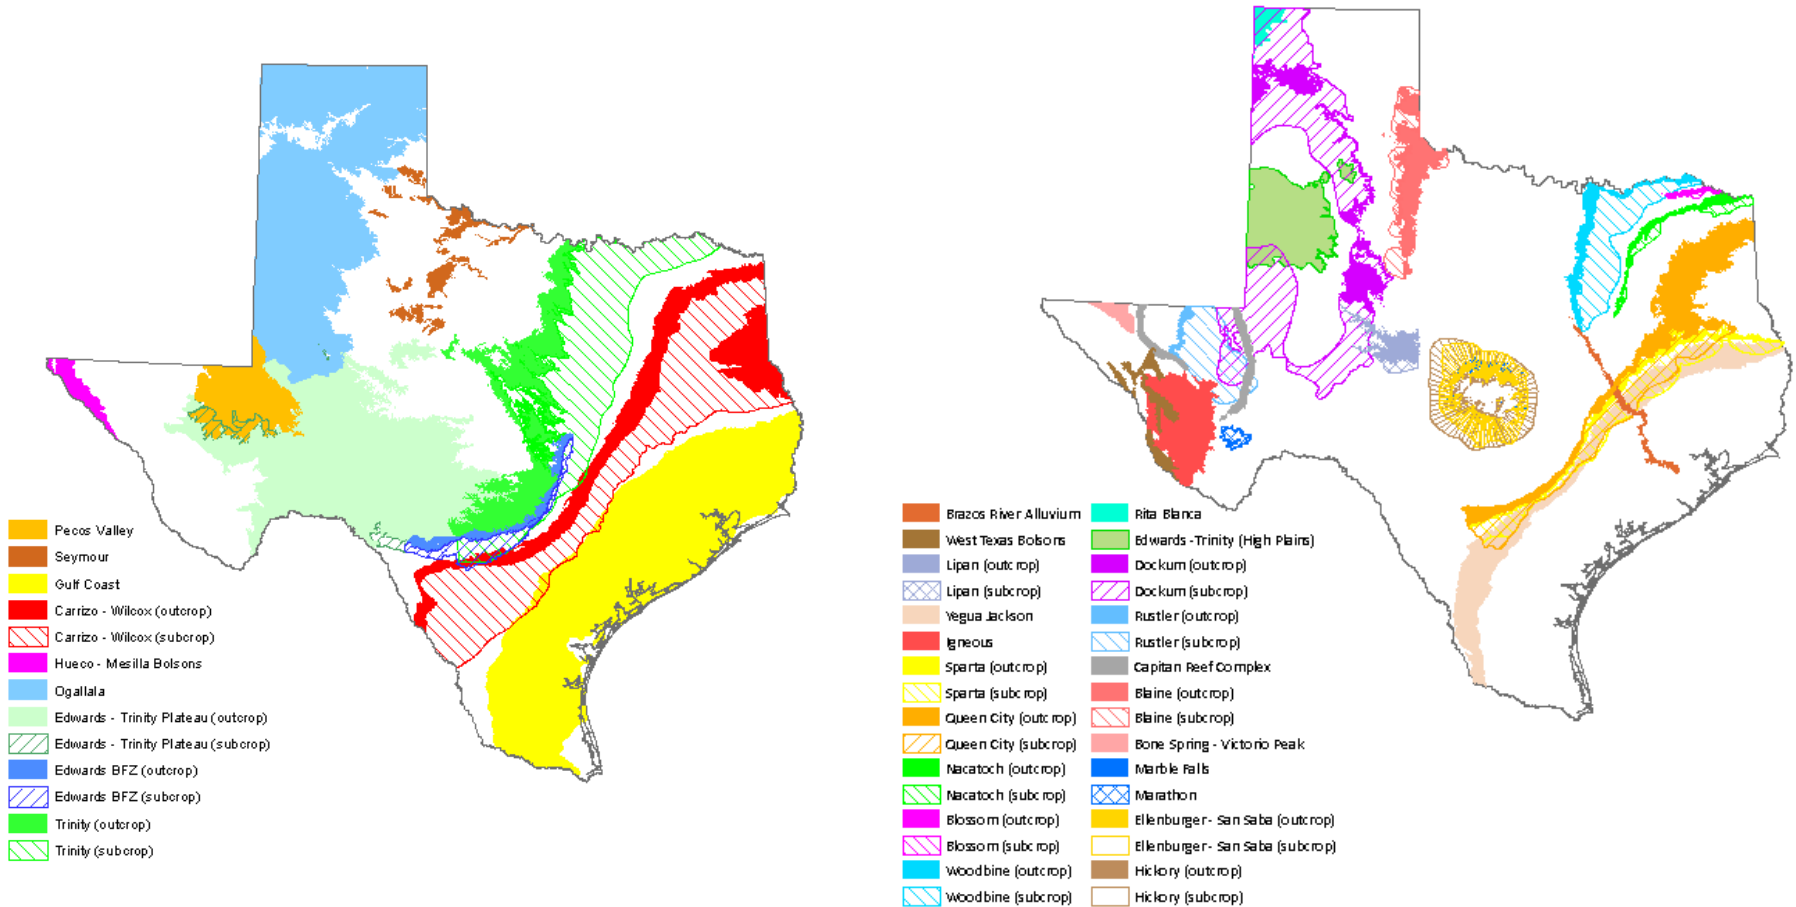 Pecos Valley
Seymour
Gulf Coast
Carrizo - Wilcox (outcrop)
Carrizo - Wilcox (subcrop)
Hueco - Mesilla Bolsons
Ogallala
Edwards - Trinity Plateau (outcrop)
Edwards - Trinity Plateau (subcrop)
Edwards BFZ (outcrop)
Edwards BFZ (subcrop)
Trinity (outcrop)
Trinity (subcrop)
Brazos River Alluvium
West Texas Bolsons
Lipan (outcrop)
Lipan (subcrop)
Yegua Jackson
Igneous
Sparta (outcrop)
Sparta (subcrop)
Queen City (outcrop)
Queen City (subcrop)
Nacatoch (outcrop)
Nacatoch (subcrop)
Blossom (outcrop)
Blossom (subcrop)
Woodbine (outcrop)
Woodbine (subcrop)
Rita Blanca
Edwards - Trinity (High Plains)
Dockum (outcrop)
Dockum (subcrop)
Rustler (outcrop)
Rustler (subcrop)
Capitan Reef Complex
Blaine (outcrop)
Blaine (subcrop)
Bone Spring - Victorio Peak
Marble Falls
Marathon
Ellenburger - San Saba (outcrop)
Ellenburger - San Saba (subcrop)
Hickory (outcrop)
Hickory (subcrop)